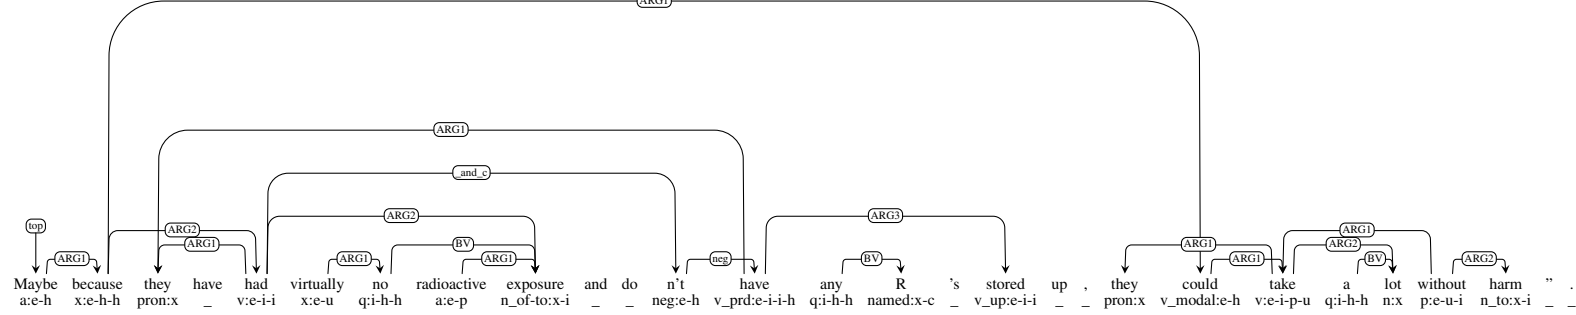 ARG1
ARG1
_and_c
ARG2 ARG3
top ARG2 ARG1
ARG1 BV ARG1 ARG2
ARG1 ARG1 ARG1 neg BV ARG1 BV ARG2
Maybe because they have had virtually no radioactive exposure and do n't have any R 's stored up , they could take a lot without harm ” .
a:e-h x:e-h-h pron:x _ v:e-i-i x:e-u q:i-h-h a:e-p n_of-to:x-i _ _ neg:e-h v_prd:e-i-i-h q:i-h-h named:x-c _ v_up:e-i-i _ _ pron:x v_modal:e-h v:e-i-p-u q:i-h-h n:x p:e-u-i n_to:x-i _ _